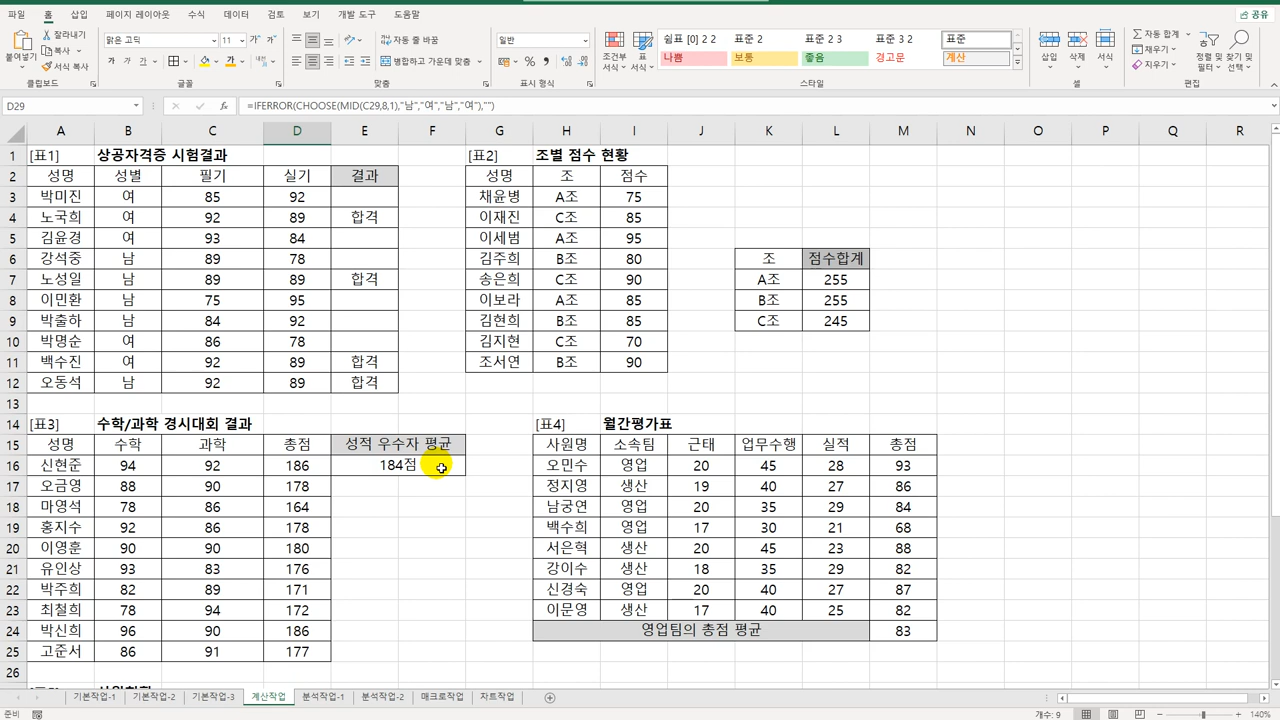 파일 홈 삽입 페이지 레이아웃 수식 데이터 검토 보기 개발 도구 도움말 공유
붙여넣기 잘라내기 복사 서식 복사
클립보드
맑은 고딕 11
글꼴
자동 줄 바꿈
병합하고 가운데 맞춤
맞춤
일반
표시 형식
조건부 서식 표 서식
쉼표 [0] 2 2 표준 2 표준 2 3 표준 3 2 표준
나쁨 보통 좋음 경고문 계산
스타일
삽입 삭제 서식
셀
자동 합계 채우기 지우기
정렬 및 필터 찾기 및 선택
편집
D29 =IFERROR(CHOOSE(MID(C29,8,1),"남","여","남","여"),"")
A B C D E F G H I J K L M N O P Q R
1 [표1] 상공자격증 시험결과 [표2] 조별 점수 현황
2 성명 성별 필기 실기 결과 성명 조 점수
3 박미진 여 85 92 채윤병 A조 75
4 노국희 여 92 89 합격 이재진 C조 85
5 김윤경 여 93 84 이세범 A조 95
6 강석중 남 89 78 김주희 B조 80 조 점수합계
7 노성일 남 89 89 합격 송은희 C조 90 A조 255
8 이민환 남 75 95 이보라 A조 85 B조 255
9 박출하 남 84 92 김현희 B조 85 C조 245
10 박명순 여 86 78 김지현 C조 70
11 백수진 여 92 89 합격 조서연 B조 90
12 오동석 남 92 89 합격
13
14 [표3] 수학/과학 경시대회 결과 [표4] 월간평가표
15 성명 수학 과학 총점 성적 우수자 평균 사원명 소속팀 근태 업무수행 실적 총점
16 신현준 94 92 186 184점 오민수 영업 20 45 28 93
17 오금영 88 90 178 정지영 생산 19 40 27 86
18 마영석 78 86 164 남궁연 영업 20 35 29 84
19 홍지수 92 86 178 백수희 영업 17 30 21 68
20 이영훈 90 90 180 서은혁 생산 20 45 23 88
21 유인상 93 83 176 강이수 생산 18 35 29 82
22 박주희 82 89 171 신경숙 영업 20 40 27 87
23 최철희 78 94 172 이문영 생산 17 40 25 82
24 박신희 96 90 186 영업팀의 총점 평균 83
25 고준서 86 91 177
26
기본작업-1 기본작업-2 기본작업-3 계산작업 분석작업-1 분석작업-2 매크로작업 차트작업
준비 개수: 9 140%